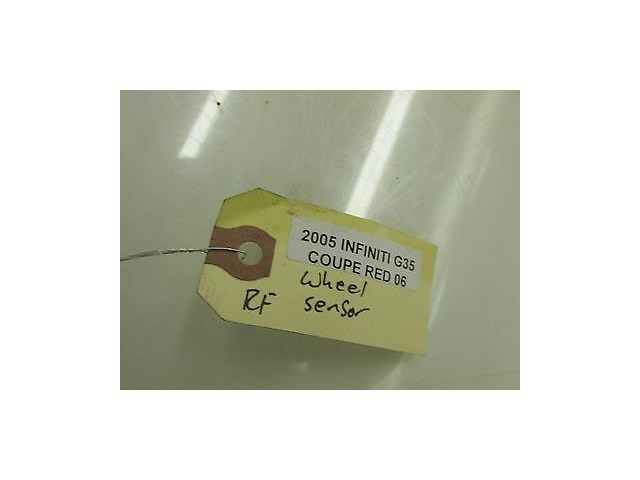 2005 INFINITI G35
COUPE RED 06
Wheel
RF sensor